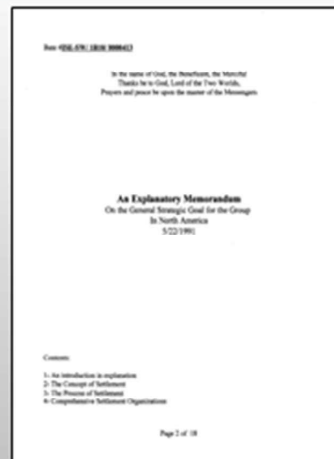 In the name of God, the Beneficent, the Merciful
Thanks be to God, Lord of the Two Worlds,
Prayers and peace be upon the master of the Messengers
An Explanatory Memorandum
On the General Strategic Goal for the Group
In North America
5/22/1991
Contents:
1- An introduction in explanation
2- The Concept of Settlement
3- The Process of Settlement
4- Comprehensive Settlement Organizations
Page 2 of 18